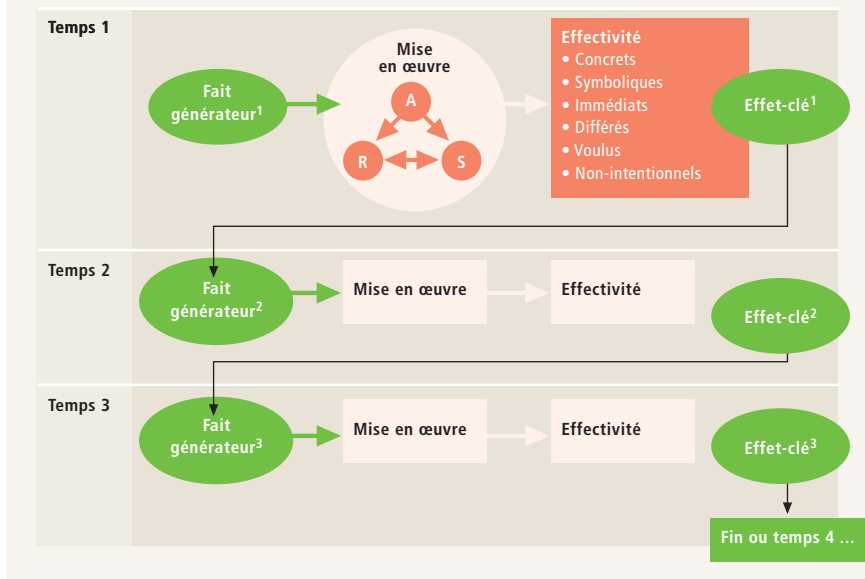 Temps 1
Fait
générateur¹
Mise
en œuvre
A
R
S
Effectivité
• Concrets
• Symboliques
• Immédiats
• Différés
• Voulus
• Non-intentionnels
Effet-clé¹
Temps 2
Fait
générateur²
Mise en œuvre
Effectivité
Effet-clé²
Temps 3
Fait
générateur³
Mise en œuvre
Effectivité
Effet-clé³
Fin ou temps 4 ...